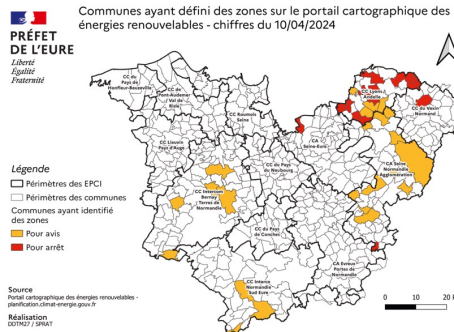 PRÉFET
DE L'EURE
Liberté
Égalité
Fraternité
Communes ayant défini des zones sur le portail cartographique des
énergies renouvelables - chiffres du 10/04/2024
CC du
Pays de
Honfleur-Beuzeville
CC de
Pont-Audemer /
Val de
Risle
CC Roumois
Seine
CC Lieuvin
Pays d'Auge
CC Lyons
Andelle
CC du Vexin
Normand
CA
Seine-Eure
CC du Pays
du
Neubourg
CA Seine
Normandie
Agglomération
CC Intercom
Bernay
Terres de
Normandie
CC du Pays
de
Conches
CA Evreux
Portes de
Normandie
CC Interco
Normandie
Sud Eure
Légende
Périmètres des EPCI
Périmètres des communes
Communes ayant identifié
des zones
Pour avis
Pour arrêt
Source
Portail cartographique des énergies renouvelables -
planification.climat-energie.gouv.fr
Réalisation
DDTM27 / SPRAT
0
10
20 k